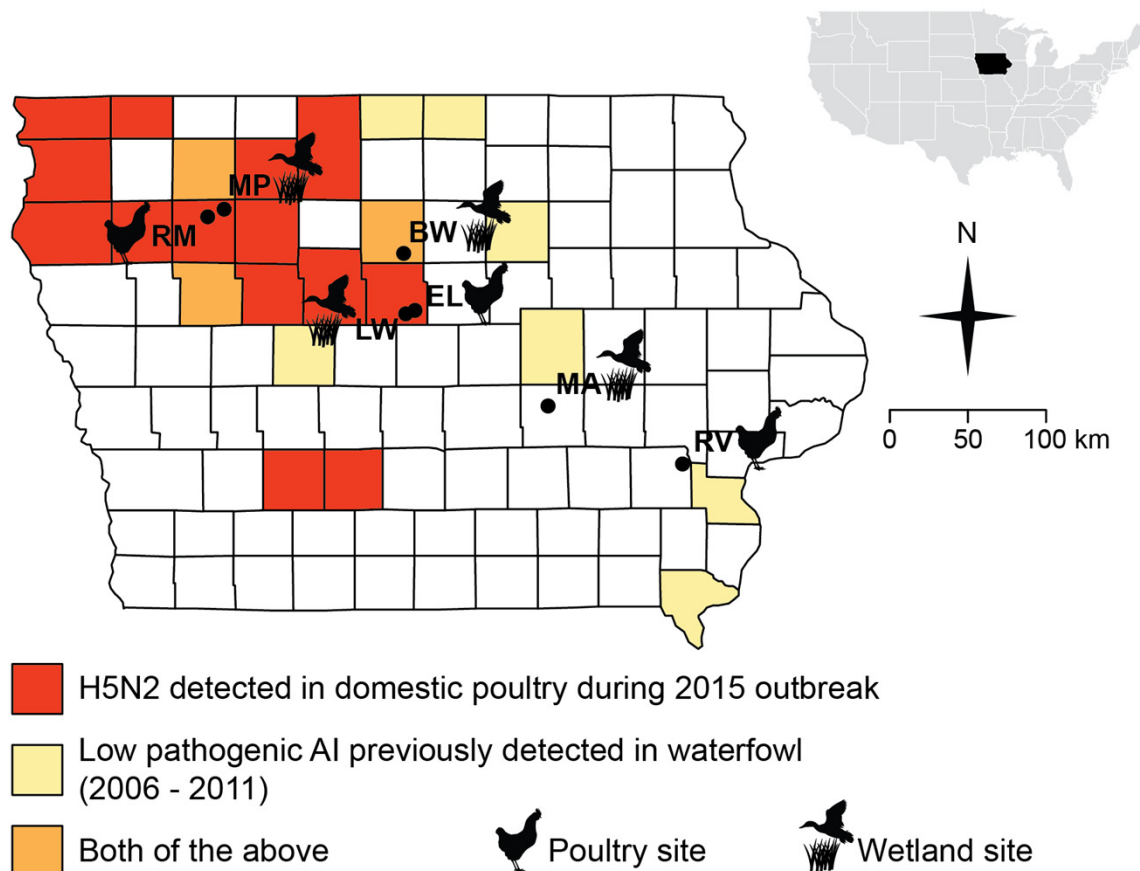 N
MP
RM
BW
EL
LW
MA
RV
0 50 100 km
H5N2 detected in domestic poultry during 2015 outbreak
Low pathogenic AI previously detected in waterfowl
(2006 - 2011)
Both of the above
Poultry site
Wetland site